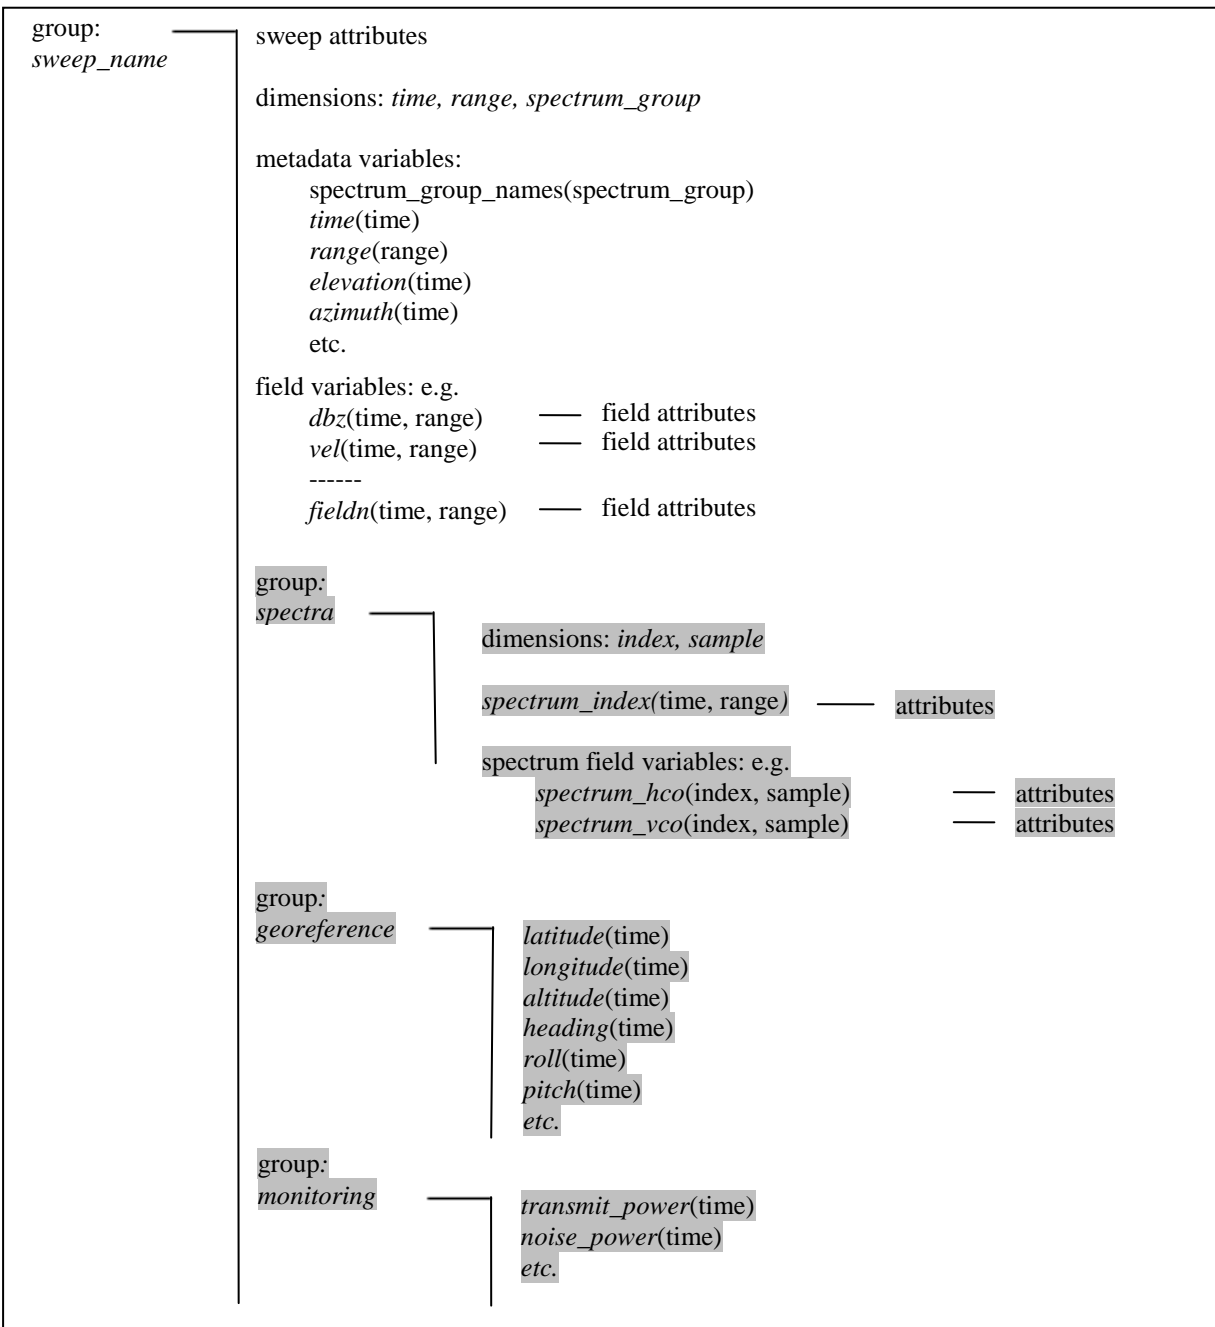 group:
sweep_name
sweep attributes
dimensions: time, range, spectrum_group
metadata variables:
spectrum_group_names(spectrum_group)
time(time)
range(range)
elevation(time)
azimuth(time)
etc.
field variables: e.g.
dbz(time, range) field attributes
vel(time, range) field attributes
------
fieldn(time, range) field attributes
group:
spectra
dimensions: index, sample
spectrum_index(time, range) attributes
spectrum field variables: e.g.
spectrum_hco(index, sample) attributes
spectrum_vco(index, sample) attributes
group:
georeference
latitude(time)
longitude(time)
altitude(time)
heading(time)
roll(time)
pitch(time)
etc.
group:
monitoring
transmit_power(time)
noise_power(time)
etc.